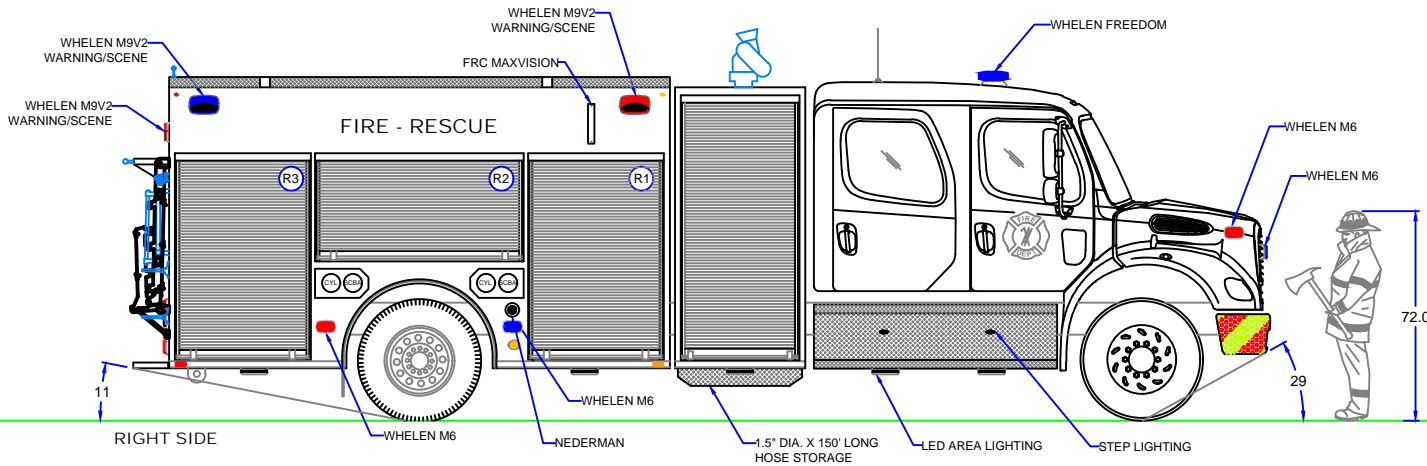 WHELEN M9V2
WARNING/SCENE
WHELEN M9V2
WARNING/SCENE
WHELEN M9V2
WARNING/SCENE
FRC MAXVISION
WHELEN FREEDOM
WHELEN M6
WHELEN M6
FIRE - RESCUE
R3
R2
R1
FIRE
DEPT
CYL
SCBA
CYL
SCBA
72.0
11
29
WHELEN M6
WHELEN M6
NEDERMAN
1.5" DIA. X 150' LONG
HOSE STORAGE
LED AREA LIGHTING
STEP LIGHTING
RIGHT SIDE